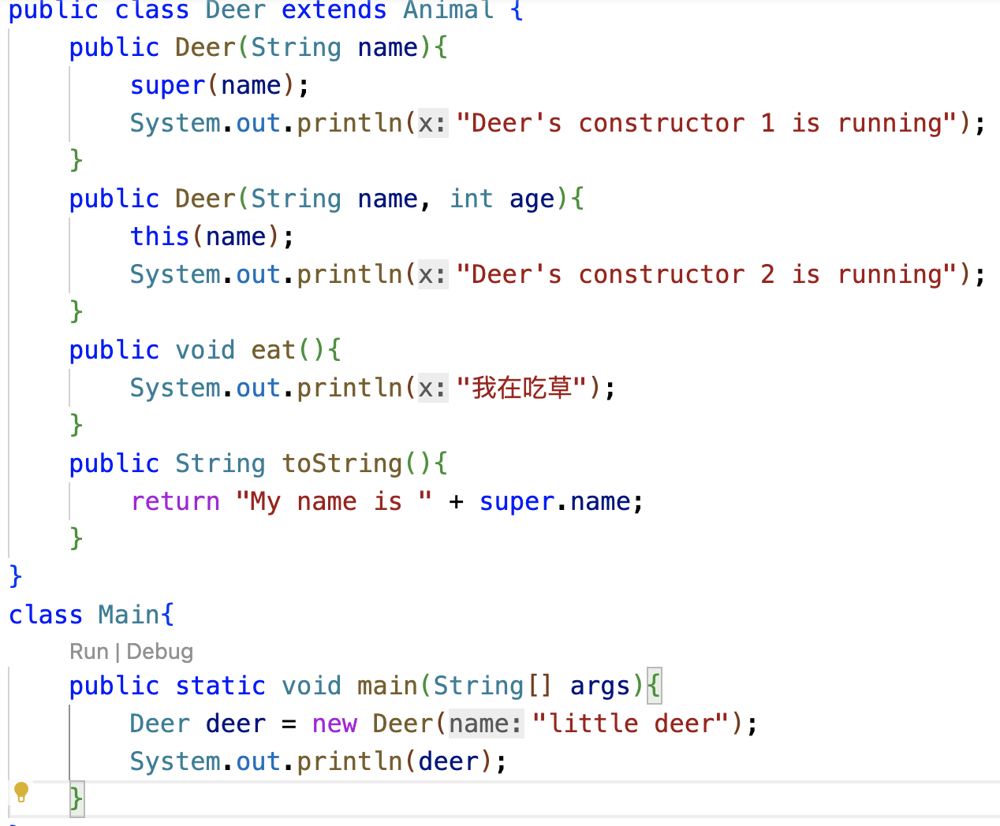 public class Deer extends Animal {
public Deer(String name){
super(name);
System.out.println(x:"Deer's constructor 1 is running");
}
public Deer(String name, int age){
this(name);
System.out.println(x:"Deer's constructor 2 is running");
}
public void eat(){
System.out.println(x:"我在吃草");
}
public String toString(){
return "My name is " + super.name;
}
}
class Main{
Run | Debug
public static void main(String[] args){
Deer deer = new Deer(name:"little deer");
System.out.println(deer);
}